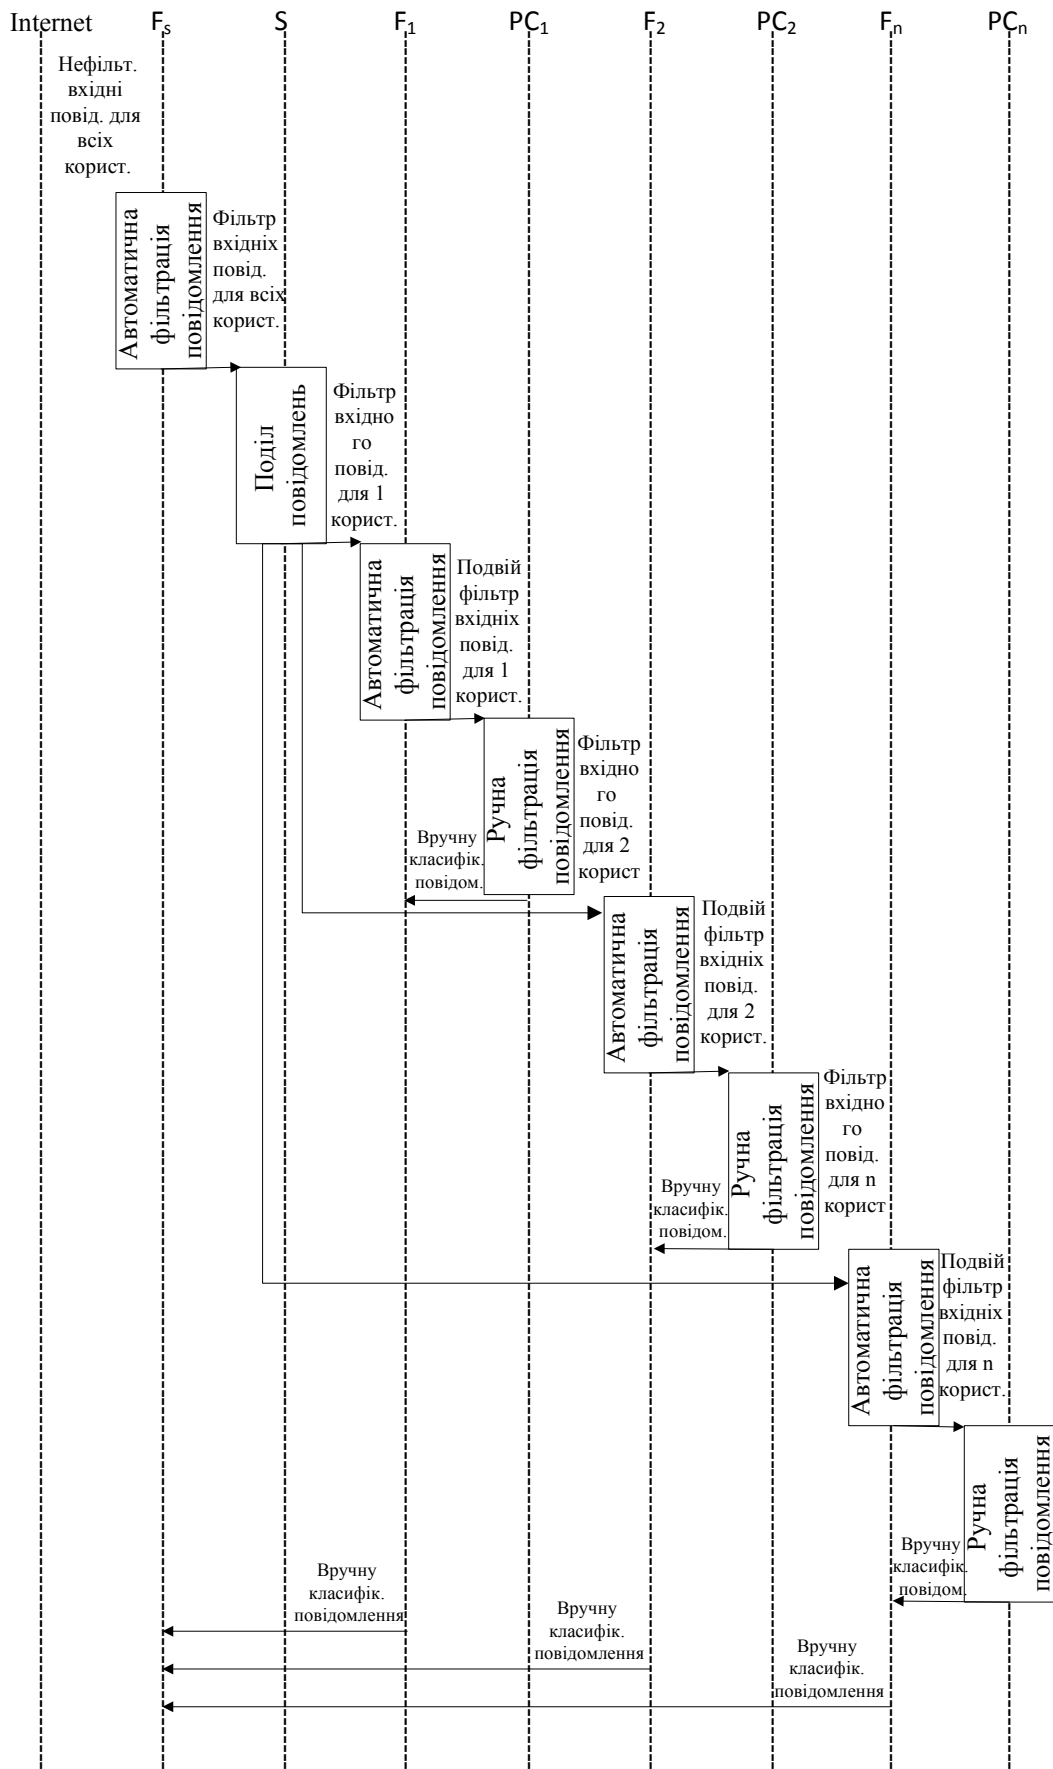 Internet
Fs
S
F1
PC1
F2
PC2
Fn
PCn
Нефільт.
вхідні
повід. для
всіх
корист.
Автоматична
фільтрація
повідомлення
Фільтр
вхідніх
повід.
для всіх
корист.
Поділ
повідомлень
Фільтр
вхідно
го
повід.
для 1
корист.
Автоматична
фільтрація
повідомлення
Подвій
фільтр
вхідніх
повід.
для 1
корист.
Ручна
фільтрація
повідомлення
Фільтр
вхідно
го
повід.
для 2
корист
Вручну
класифік.
повідом.
Автоматична
фільтрація
повідомлення
Подвій
фільтр
вхідніх
повід.
для 2
корист.
Ручна
фільтрація
повідомлення
Фільтр
вхідно
го
повід.
для n
корист
Вручну
класифік.
повідом.
Автоматична
фільтрація
повідомлення
Подвій
фільтр
вхідніх
повід.
для n
корист.
Ручна
фільтрація
повідомлення
Вручну
класифік.
повідом.
Вручну
класифік.
повідомлення
Вручну
класифік.
повідомлення
Вручну
класифік.
повідомлення